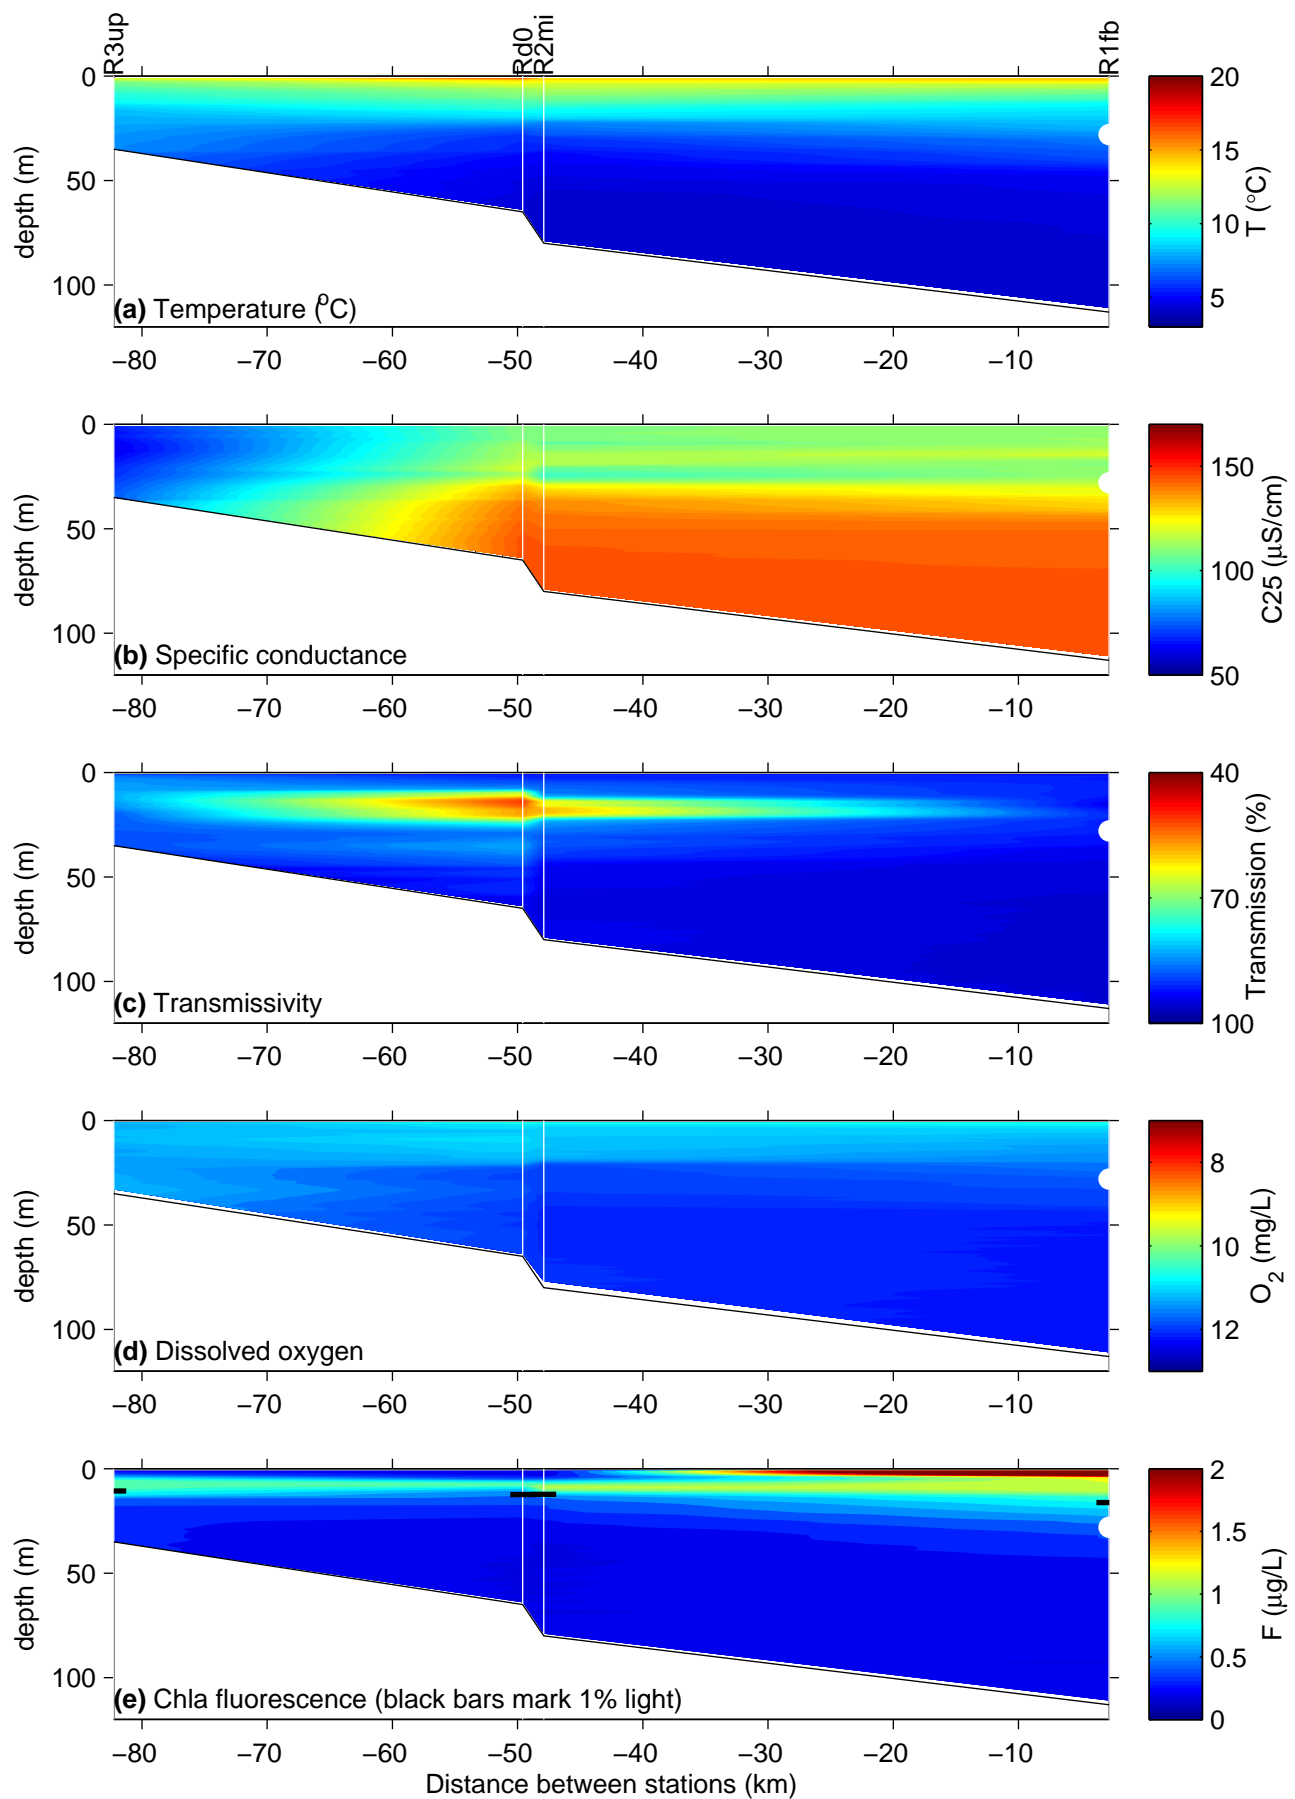 R3up Rd0 R2mi R1fb
0
50
100
depth (m)
(a) Temperature (°C)
−80 −70 −60 −50 −40 −30 −20 −10
20
15
10
5
T (°C)
0
50
100
depth (m)
(b) Specific conductance
−80 −70 −60 −50 −40 −30 −20 −10
150
100
50
C25 (μS/cm)
0
50
100
depth (m)
(c) Transmissivity
−80 −70 −60 −50 −40 −30 −20 −10
40
70
100
Transmission (%)
0
50
100
depth (m)
(d) Dissolved oxygen
−80 −70 −60 −50 −40 −30 −20 −10
8
10
12
O2 (mg/L)
0
50
100
depth (m)
(e) Chla fluorescence (black bars mark 1% light)
−80 −70 −60 −50 −40 −30 −20 −10
Distance between stations (km)
2
1.5
1
0.5
0
F (μg/L)